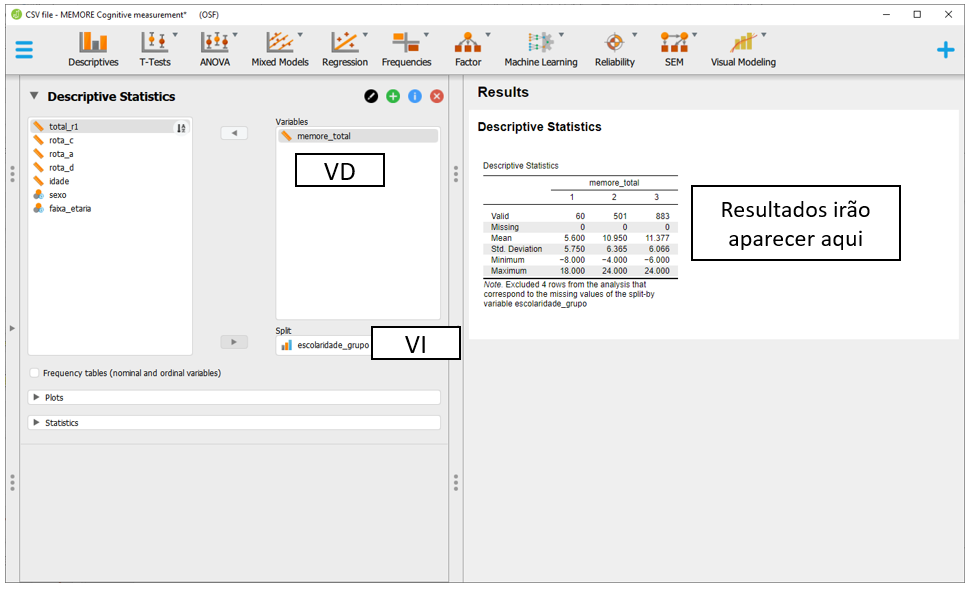 CSV file - MEMORE Cognitive measurement* (OSF)
Descriptives
T-Tests
ANOVA
Mixed Models
Regression
Frequencies
Factor
Machine Learning
Reliability
SEM
Visual Modeling
Descriptive Statistics
total_r1
rota_c
rota_a
rota_d
idade
sexo
faixa_etaria
Variables
memore_total
VD
Split
escolaridade_grupo
VI
Frequency tables (nominal and ordinal variables)
Plots
Statistics
Results
Descriptive Statistics
Descriptive Statistics
memore_total
1 2 3
Valid 60 501 883
Missing 0 0 0
Mean 5.600 10.950 11.377
Std. Deviation 5.750 6.365 6.066
Minimum −8.000 −4.000 −6.000
Maximum 18.000 24.000 24.000
Note. Excluded 4 rows from the analysis that
correspond to the missing values of the split-by
variable escolaridade_grupo
Resultados irão
aparecer aqui